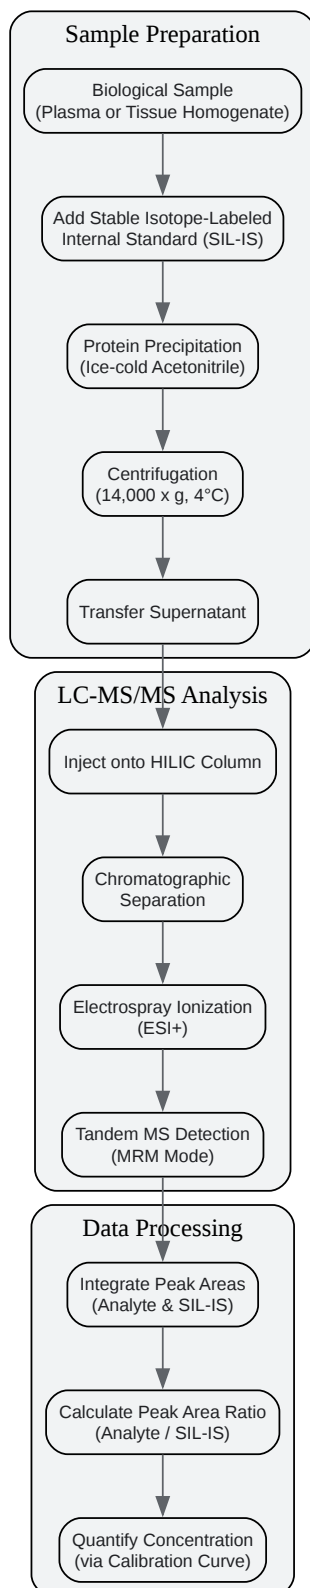 Sample Preparation
Biological Sample
(Plasma or Tissue Homogenate)
Add Stable Isotope-Labeled
Internal Standard (SIL-IS)
Protein Precipitation
(Ice-cold Acetonitrile)
Centrifugation
(14,000 x g, 4°C)
Transfer Supernatant
LC-MS/MS Analysis
Inject onto HILIC Column
Chromatographic
Separation
Electrospray Ionization
(ESI+)
Tandem MS Detection
(MRM Mode)
Data Processing
Integrate Peak Areas
(Analyte & SIL-IS)
Calculate Peak Area Ratio
(Analyte / SIL-IS)
Quantify Concentration
(via Calibration Curve)